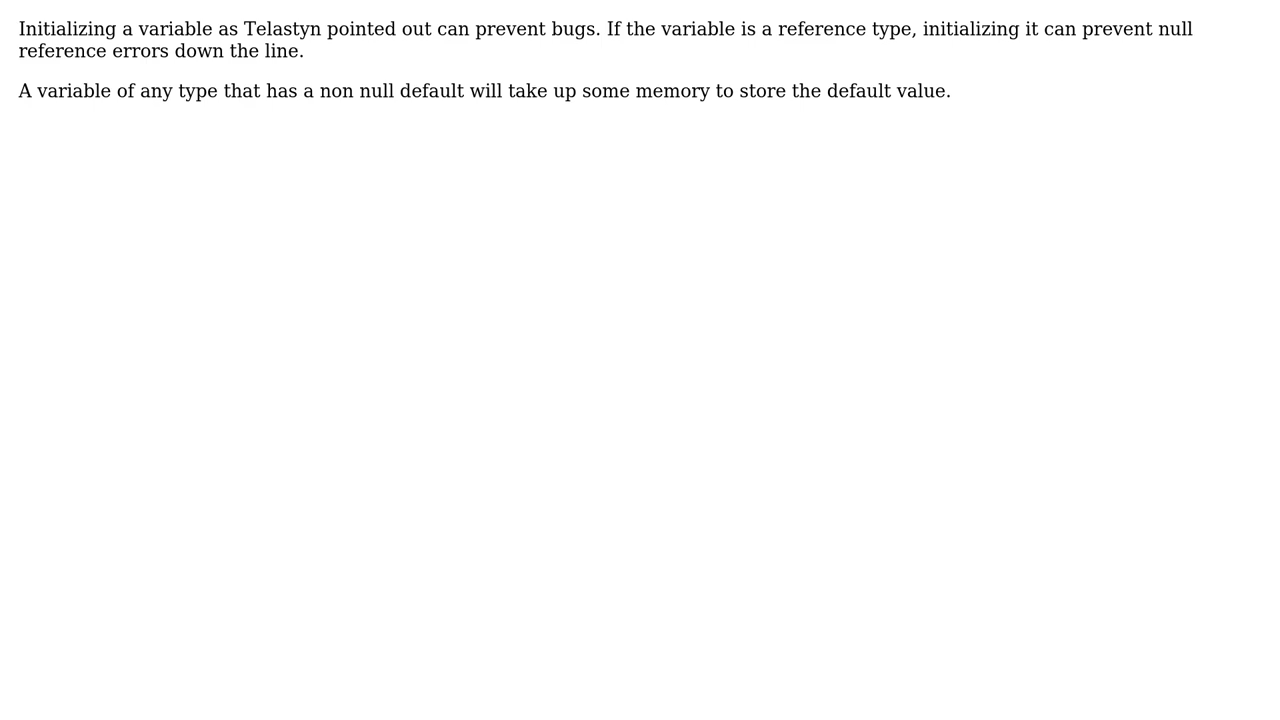 Initializing a variable as Telastyn pointed out can prevent bugs. If the variable is a reference type, initializing it can prevent null
reference errors down the line.
A variable of any type that has a non null default will take up some memory to store the default value.